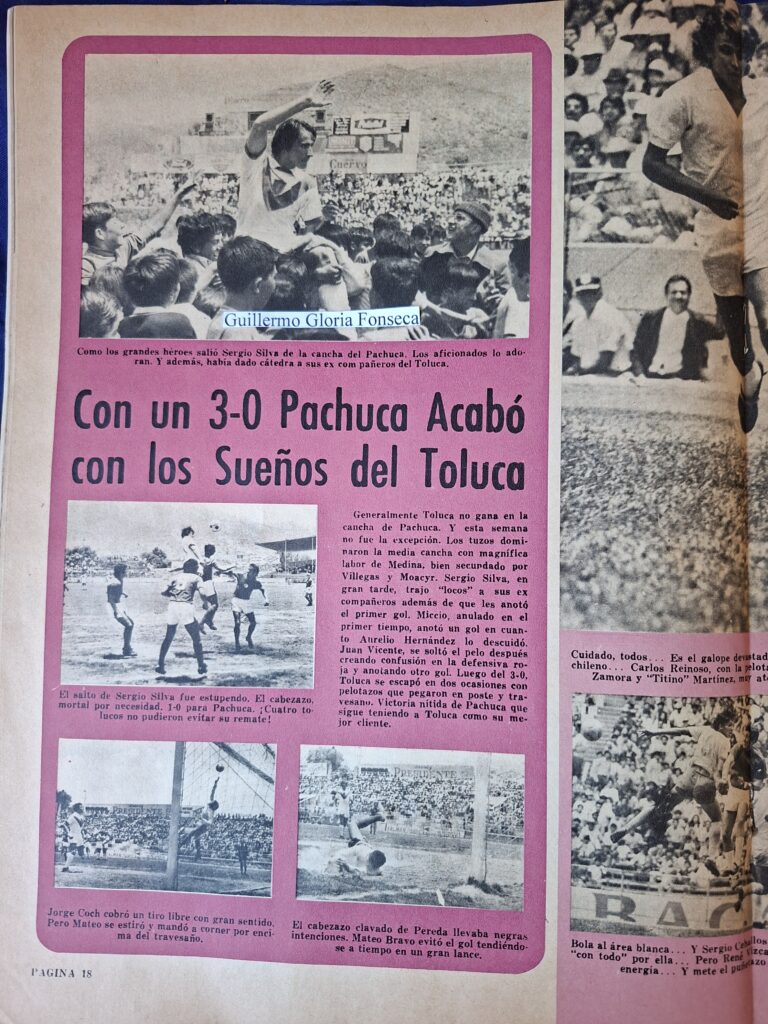 Cuervo
Guillermo Gloria Fonseca
Como los grandes héroes salió Sergio Silva de la cancha del Pachuca. Los aficionados lo ado-
ran. Y además, había dado cátedra a sus ex com pañeros del Toluca.
Con un 3-0 Pachuca Acabó
con los Sueños del Toluca
Generalmente Toluca no gana en la
cancha de Pachuca. Y esta semana
no fue la excepción. Los tuzos domi-
naron la media cancha con magnífica
labor de Medina, bien secundado por
Villegas y Moacyr. Sergio Silva, en
gran tarde, trajo "locos" a sus ex
compañeros además de que les anotó
el primer gol. Miccio, anulado en el
primer tiempo, anotó un gol en cuan-
to Aurelio Hernández lo descuidó.
Juan Vicente, se soltó el pelo después
creando confusión en la defensiva ro-
ja y anotando otro gol. Luego del 3-0,
Toluca se escapó en dos ocasiones con
pelotazos que pegaron en poste y tra-
vesaño. Victoria nítida de Pachuca que
sigue teniendo a Toluca como su me-
jor cliente.
El salto de Sergio Silva fue estupendo. El cabezazo,
mortal por necesidad. 1-0 para Pachuca. ¡Cuatro to-
lucos no pudieron evitar su remate!
PRESIDENTE
Jorge Coch cobró un tiro libre con gran sentido.
Pero Mateo se estiró y mandó a corner por enci-
ma del travesaño.
El cabezazo clavado de Pereda llevaba negras
intenciones. Mateo Bravo evitó el gol tendiéndo-
se a tiempo en un gran lance.
PAGINA 18
Cuidado, todos... Es el galope
chileno... Carlos Reinoso, con la
Zamora y "Titino" Martínez, muy
BAC
Bola al área blanca... Y Sergio
"con todo" por ella... Pero René
energía... Y mete el